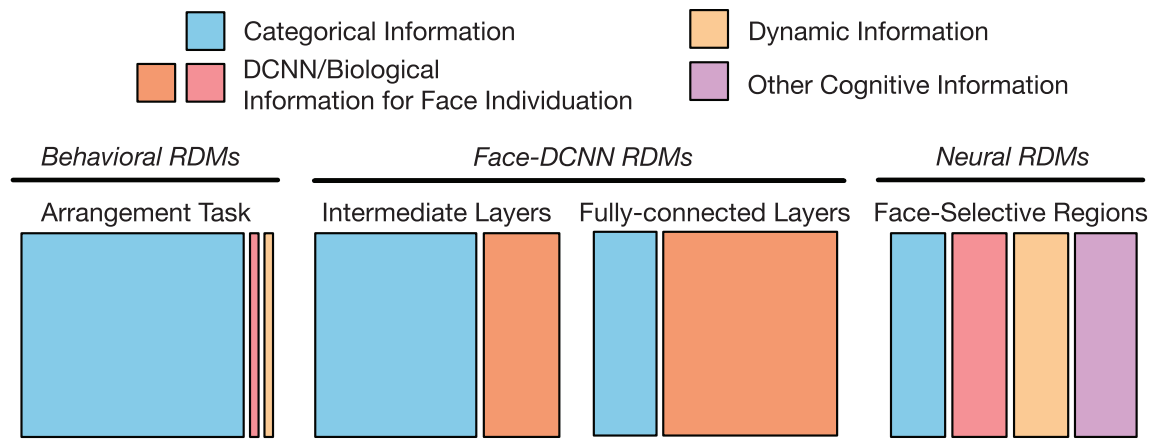 Categorical Information
DCNN/Biological
Information for Face Individuation
Dynamic Information
Other Cognitive Information
Behavioral RDMs
Face-DCNN RDMs
Neural RDMs
Arrangement Task
Intermediate Layers
Fully-connected Layers
Face-Selective Regions